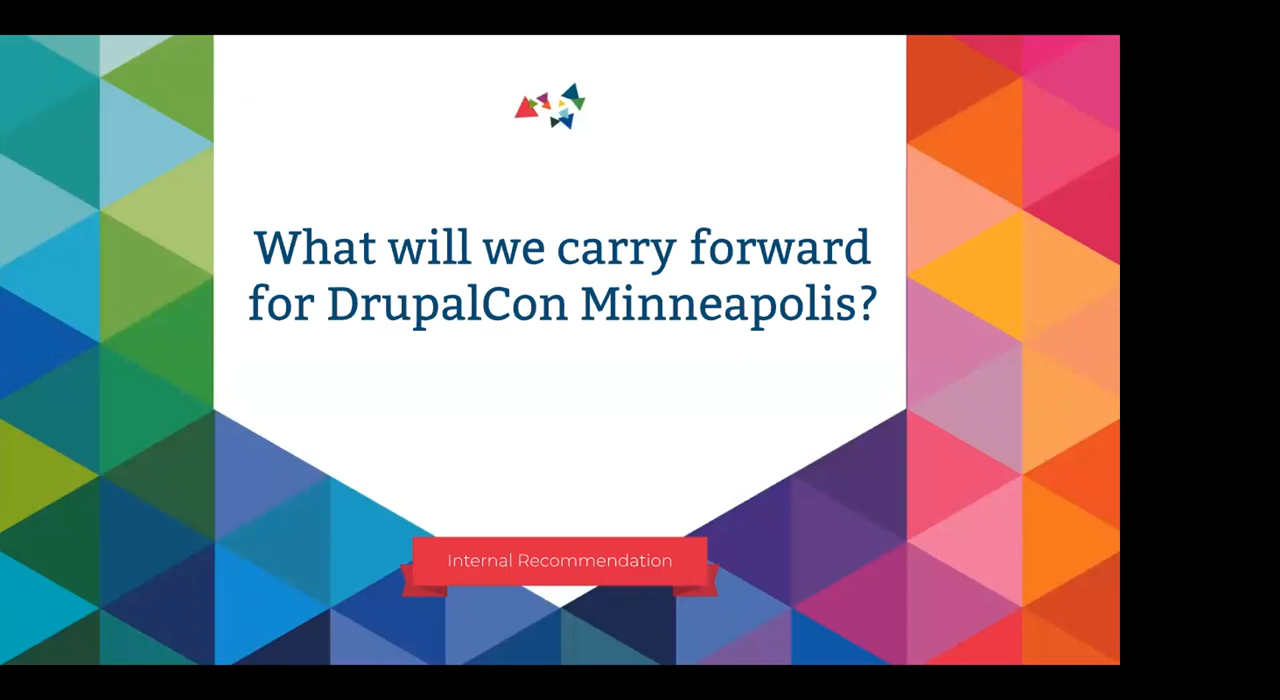 What will we carry forward
for DrupalCon Minneapolis?
Internal Recommendation